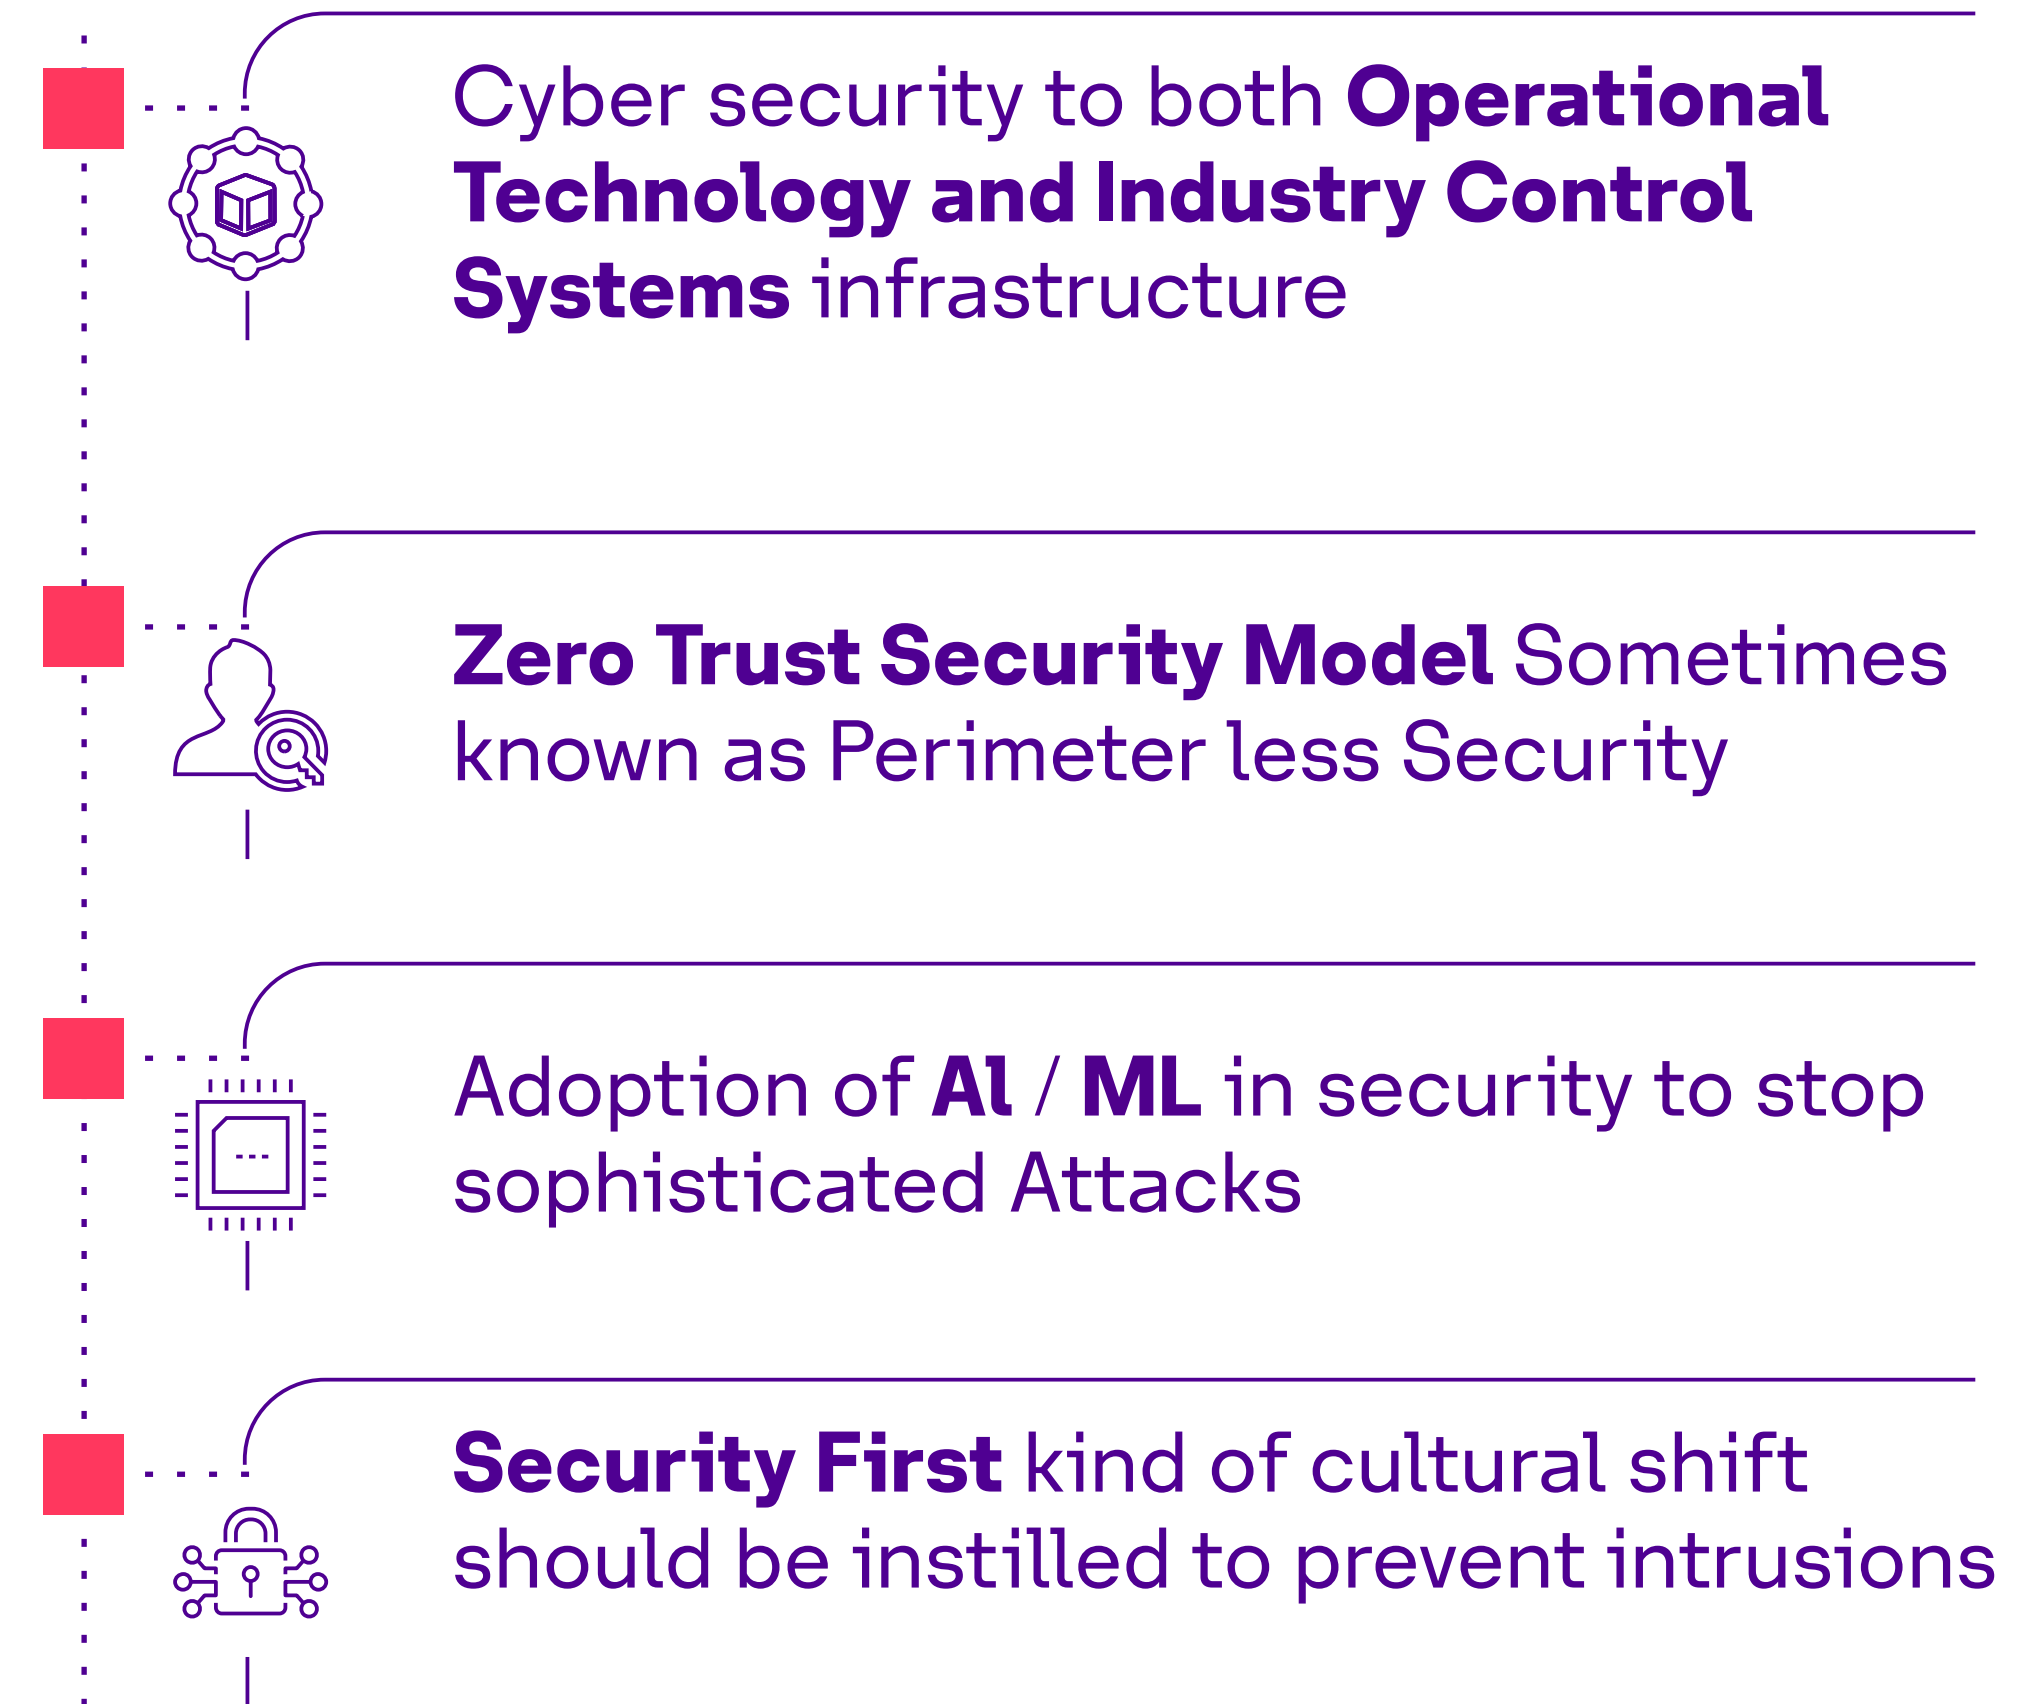 Cyber security to both Operational
Technology and Industry Control
Systems infrastructure
Zero Trust Security Model Sometimes
known as Perimeter less Security
Adoption of Al / ML in security to stop
sophisticated Attacks
Security First kind of cultural shift
should be instilled to prevent intrusions